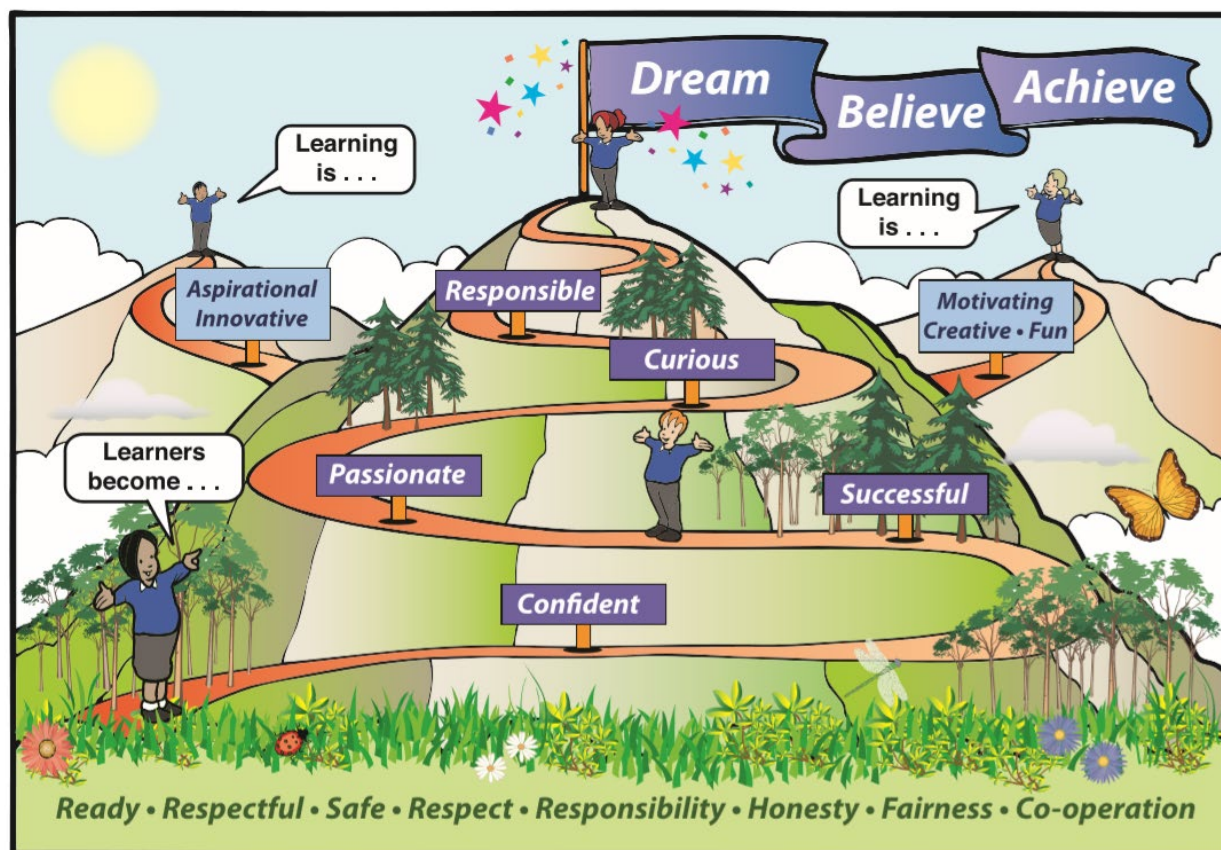 Dream
Believe
Achieve
Learning
is . . .
Learning
is . . .
Aspirational
Innovative
Responsible
Motivating
Creative • Fun
Curious
Learners
become . . .
Passionate
Successful
Confident
Ready • Respectful • Safe • Respect • Responsibility • Honesty • Fairness • Co-operation